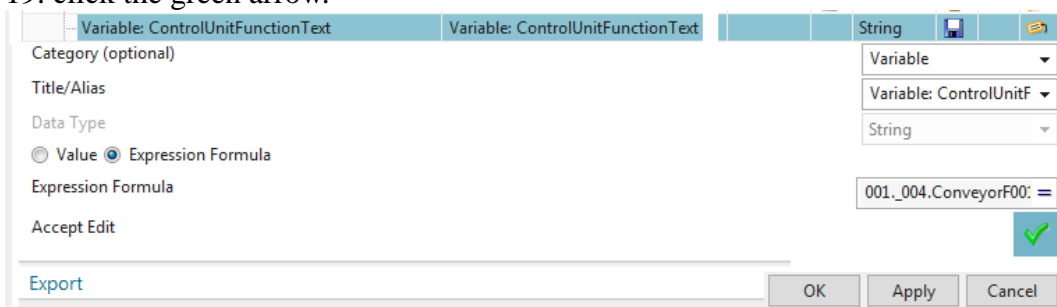 19. click the green arrow.
Variable: ControlUnitFunctionText Variable: ControlUnitFunctionText String
Category (optional) Variable
Title/Alias Variable: ControlUnitF
Data Type String
Value Expression Formula
Expression Formula 001._004.ConveyorF001 =
Accept Edit
Export OK Apply Cancel